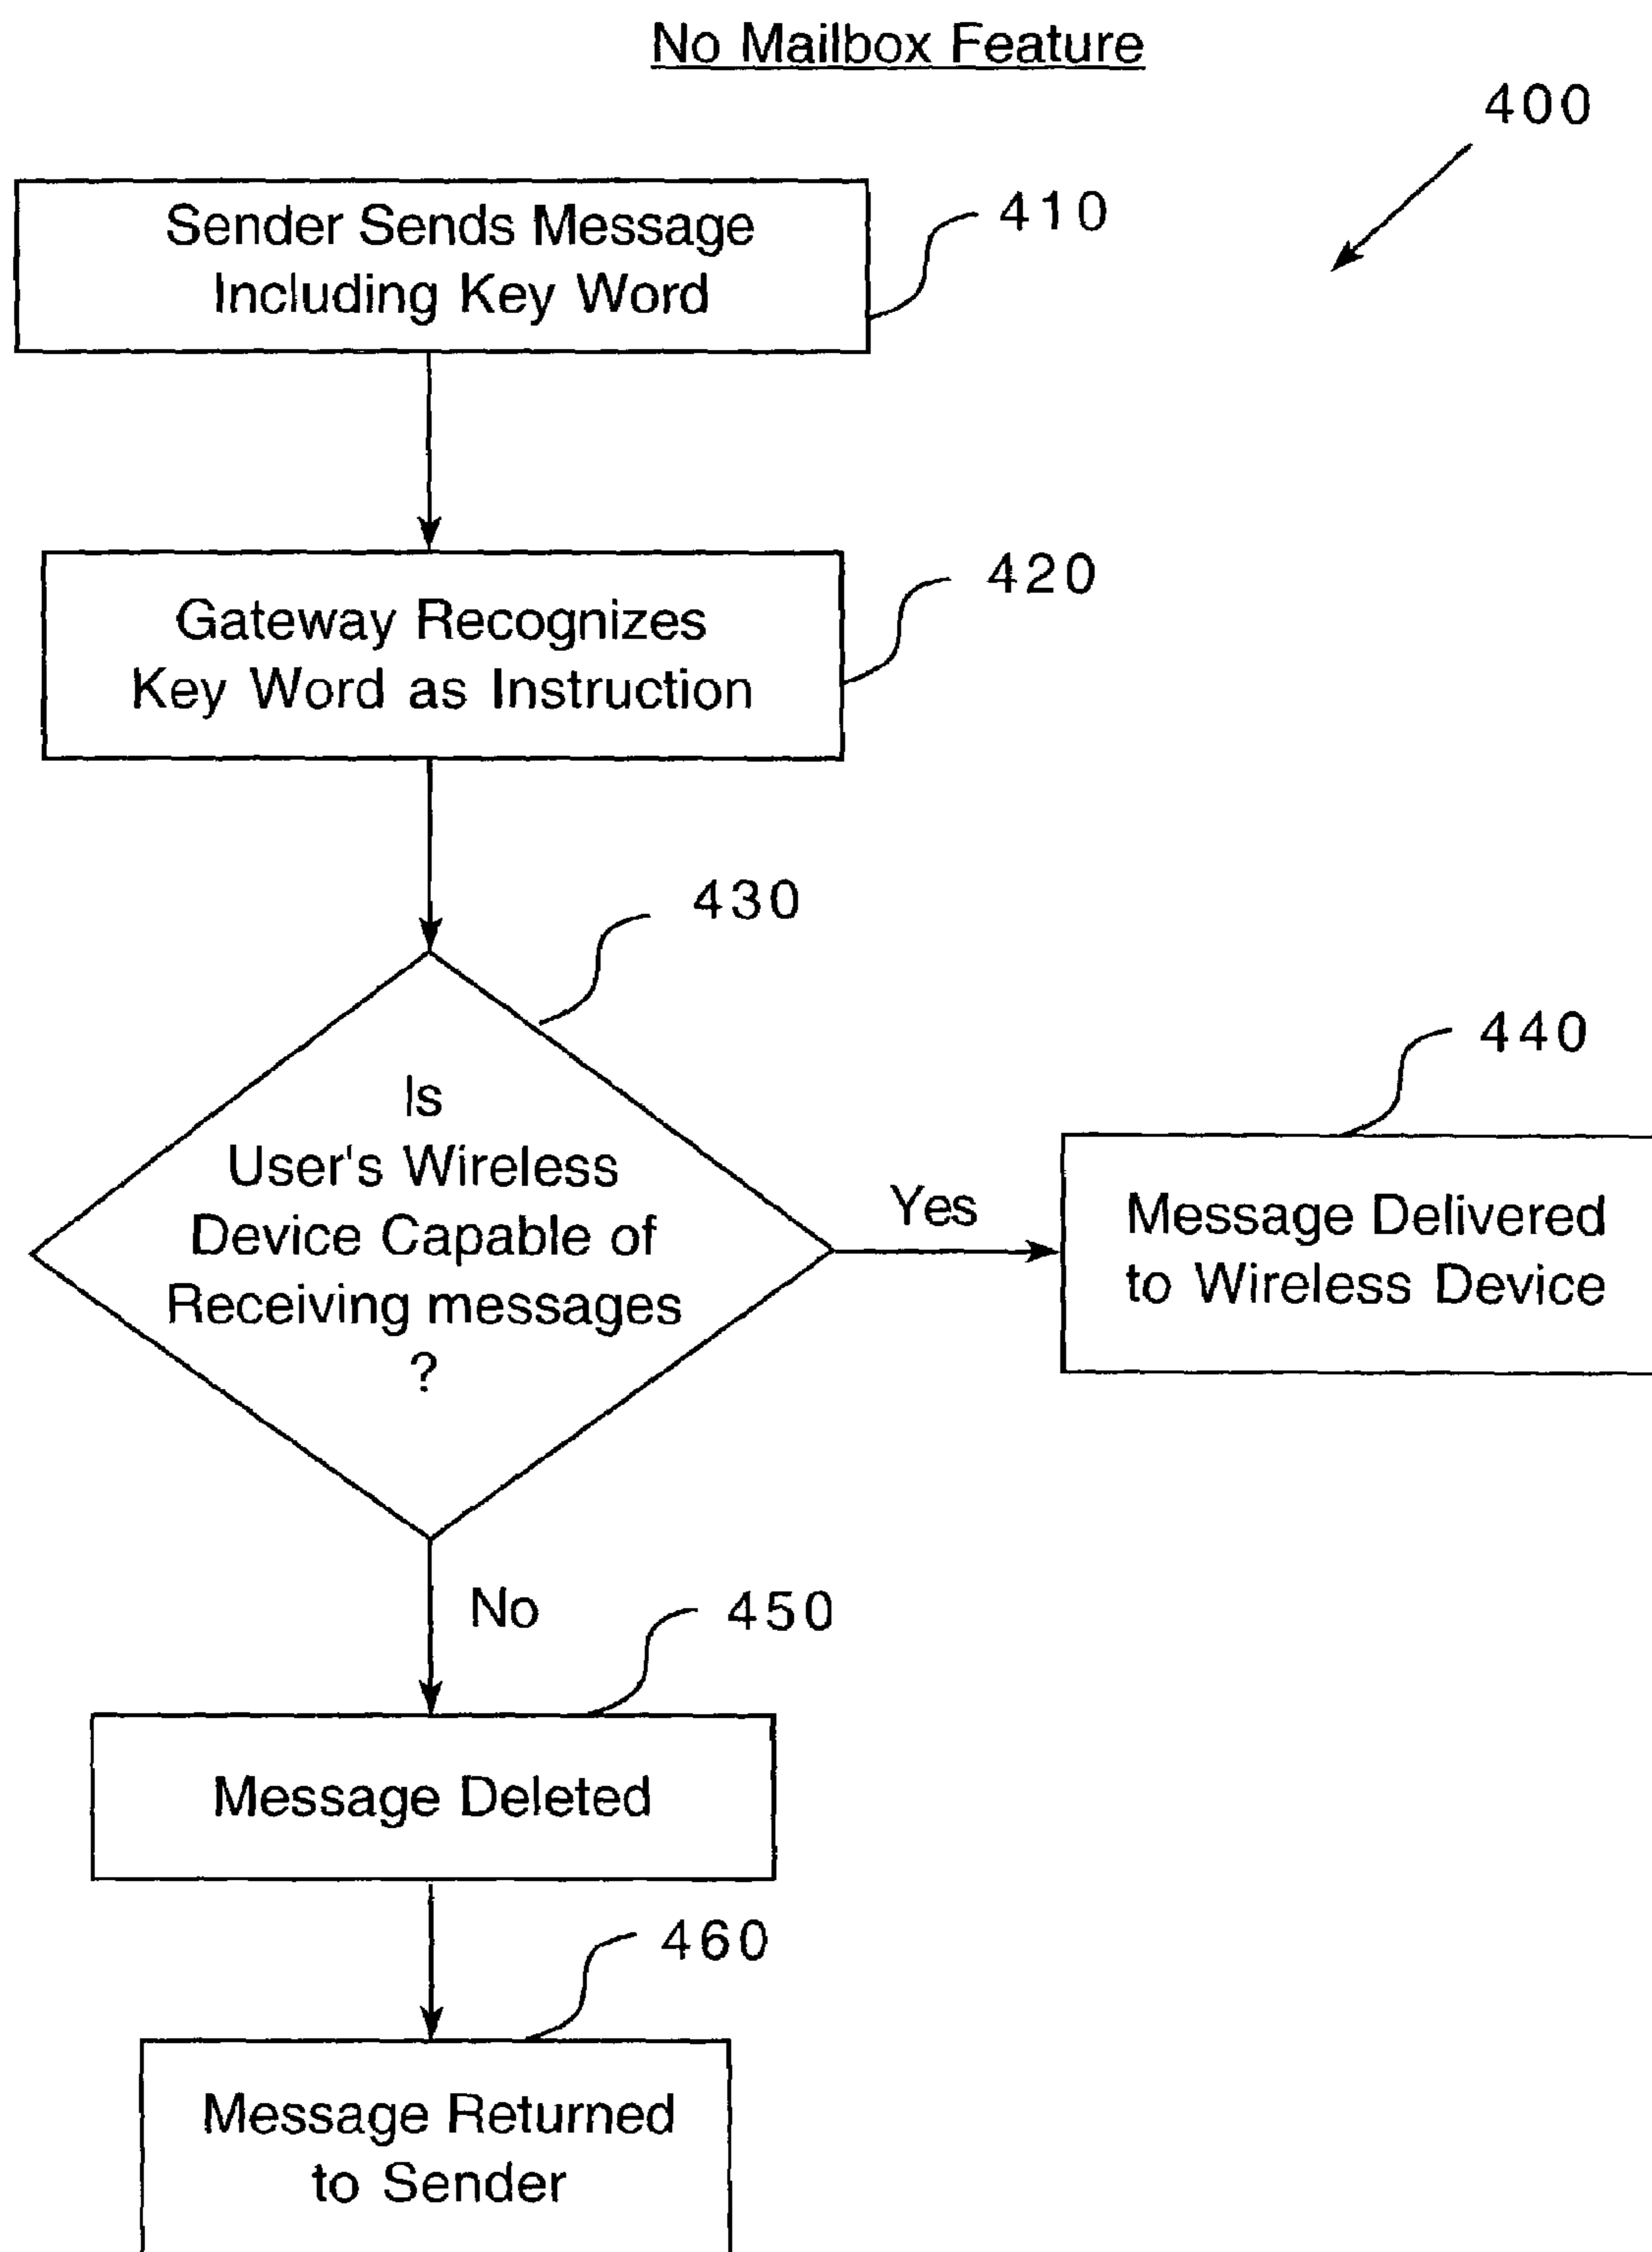 No Mailbox Feature
400
Sender Sends Message
Including Key Word
410
Gateway Recognizes
Key Word as Instruction
420
430
Is
User's Wireless
Device Capable of
Receiving messages
?
Yes
440
Message Delivered
to Wireless Device
No
450
Message Deleted
460
Message Returned
to Sender